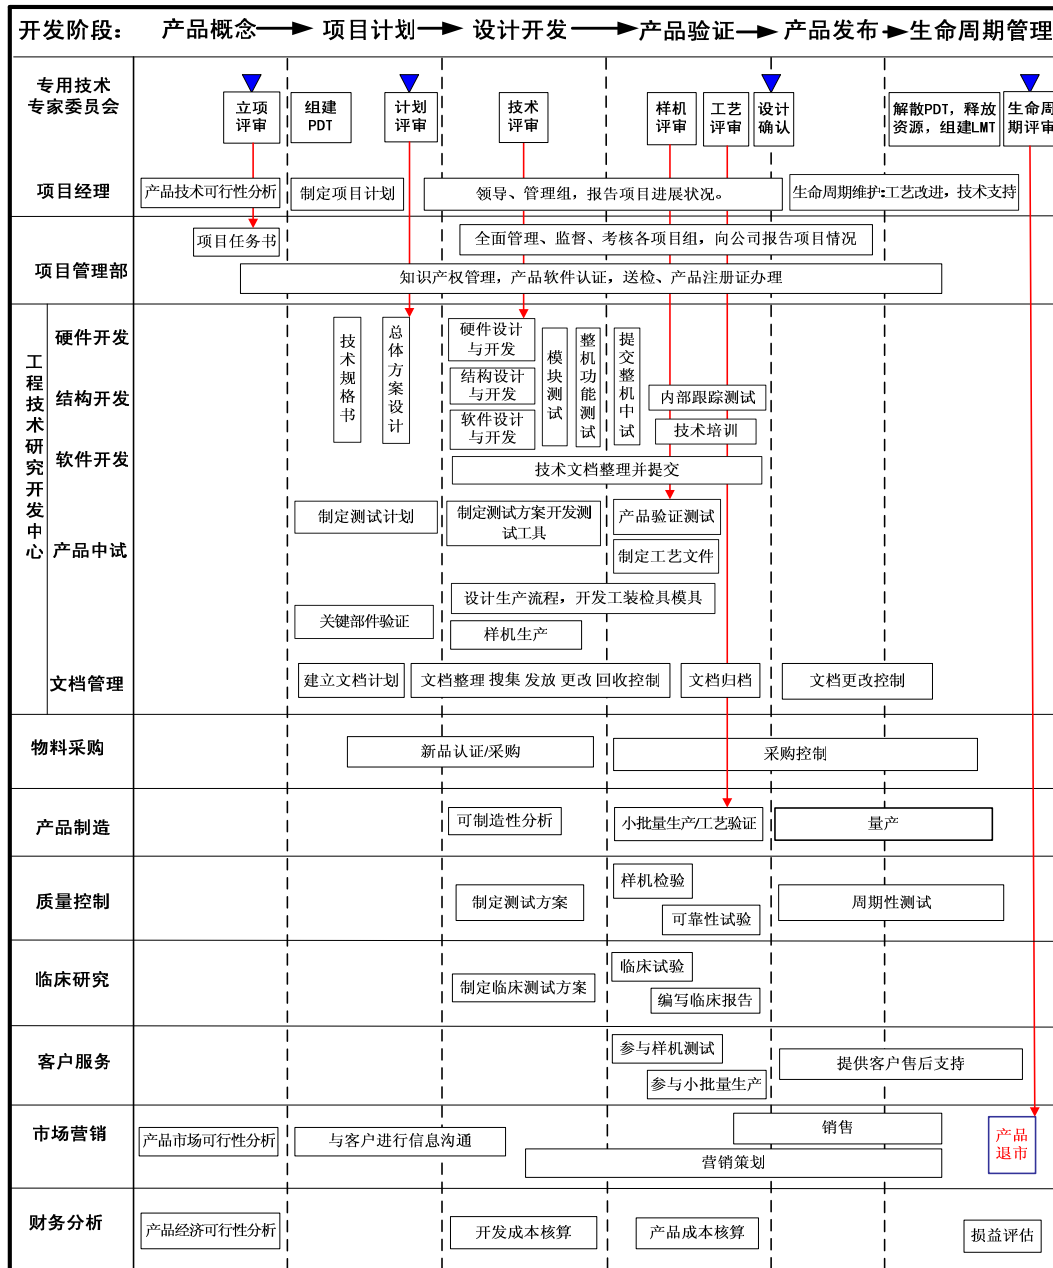 开发阶段： 产品概念 项目计划 设计开发 产品验证 产品发布 生命周期管理
专用技术
专家委员会
立项
评审
组建
PDT
计划
评审
技术
评审
样机
评审
工艺
评审
设计
确认
解散PDT，释放
资源，组建LMT
生命周
期评审
项目经理
产品技术可行性分析
制定项目计划
领导、管理组，报告项目进展状况。
生命周期维护:工艺改进，技术支持
项目管理部
项目任务书
全面管理、监督、考核各项目组，向公司报告项目情况
知识产权管理，产品软件认证，送检、产品注册证办理
工程技术研究开发中心
硬件开发
结构开发
软件开发
技术规格书
总体方案设计
硬件设计
与开发
结构设计
与开发
软件设计
与开发
模块测试
整机功能测试
提交整机中试
内部跟踪测试
技术培训
技术文档整理并提交
产品中试
制定测试计划
制定测试方案开发测
试工具
产品验证测试
制定工艺文件
设计生产流程，开发工装检具模具
关键部件验证
样机生产
文档管理
建立文档计划
文档整理 搜集 发放 更改 回收控制
文档归档
文档更改控制
物料采购
新品认证/采购
采购控制
产品制造
可制造性分析
小批量生产/工艺验证
量产
质量控制
制定测试方案
样机检验
可靠性试验
周期性测试
临床研究
制定临床测试方案
临床试验
编写临床报告
客户服务
参与样机测试
参与小批量生产
提供客户售后支持
市场营销
产品市场可行性分析
与客户进行信息沟通
销售
营销策划
产品
退市
财务分析
产品经济可行性分析
开发成本核算
产品成本核算
损益评估